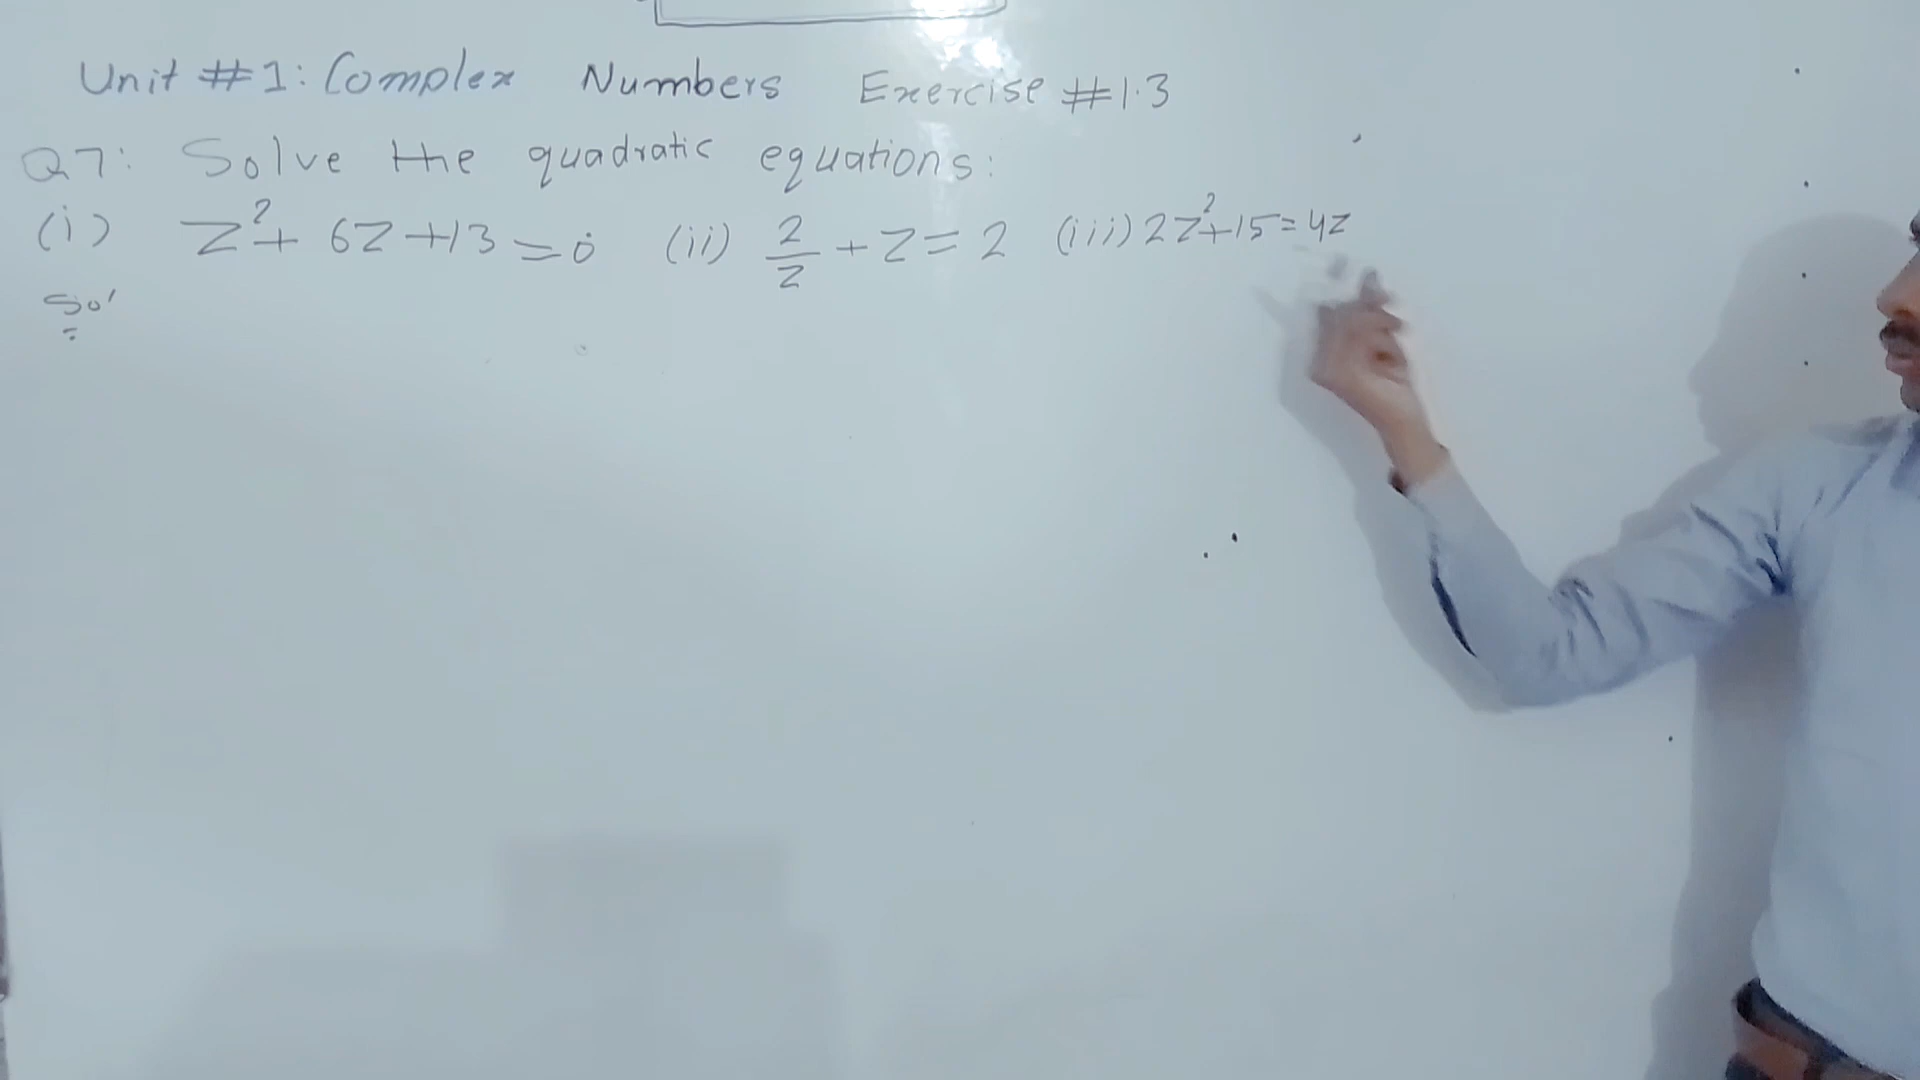 Unit #1: Complex Numbers Exercise #1.3
Q7: Solve the quadratic equations:
(i) z²+ 6z+13=0 (ii) 2/z + z = 2 (iii) 2z²+15=4z
Sol